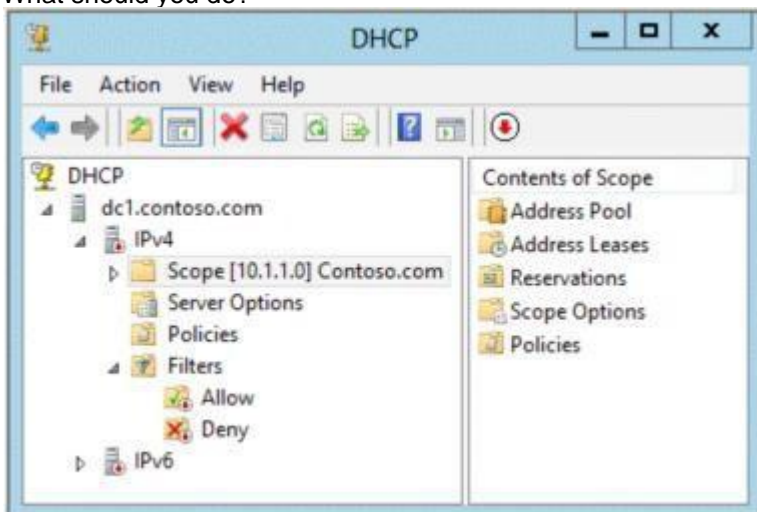 What should you do?
DHCP
File Action View Help
DHCP
dc1.contoso.com
IPv4
Scope [10.1.1.0] Contoso.com
Server Options
Policies
Filters
Allow
Deny
IPv6
Contents of Scope
Address Pool
Address Leases
Reservations
Scope Options
Policies